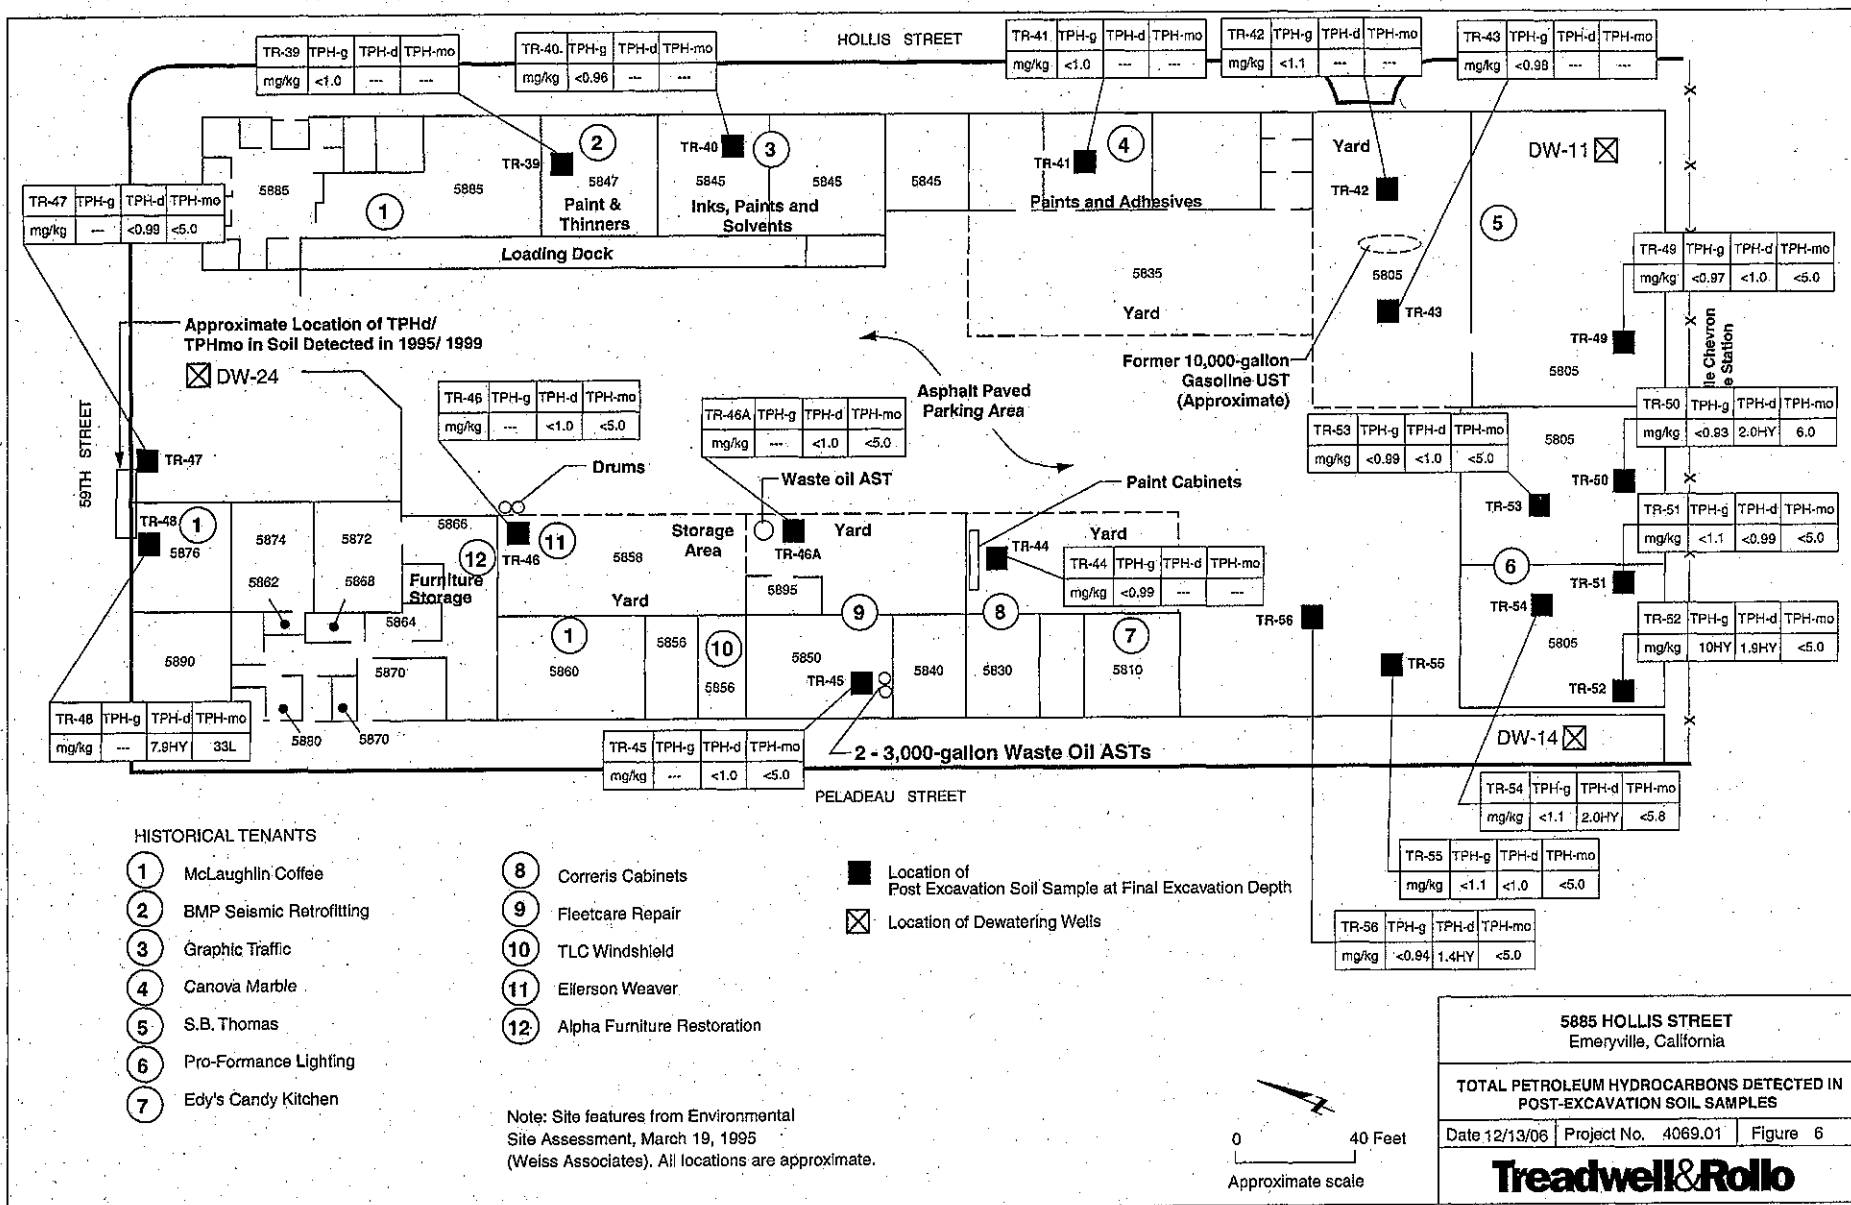 HOLLIS STREET
TR-39 TPH-g TPH-d TPH-mo
mg/kg <1.0 --- ---
TR-40 TPH-g TPH-d TPH-mo
mg/kg <0.96 --- ---
TR-41 TPH-g TPH-d TPH-mo
mg/kg <1.0 --- ---
TR-42 TPH-g TPH-d TPH-mo
mg/kg <1.1 --- ---
TR-43 TPH-g TPH-d TPH-mo
mg/kg <0.98 --- ---
TR-47 TPH-g TPH-d TPH-mo
mg/kg --- <0.99 <5.0
5885
1
5885
TR-39
2
5847
Paint &
Thinners
TR-40
3
5845
5845
Inks, Paints and
Solvents
5845
TR-41
4
Paints and Adhesives
Yard
TR-42
DW-11
5
Loading Dock
5835
Yard
5805
TR-43
TR-49 TPH-g TPH-d TPH-mo
mg/kg <0.97 <1.0 <5.0
TR-49
5805
le Chevron
e Station
Approximate Location of TPHd/
TPHmo in Soil Detected in 1995/ 1999
DW-24
59TH STREET
Former 10,000-gallon
Gasoline UST
(Approximate)
Asphalt Paved
Parking Area
TR-46 TPH-g TPH-d TPH-mo
mg/kg --- <1.0 <5.0
TR-46A TPH-g TPH-d TPH-mo
mg/kg --- <1.0 <5.0
TR-53 TPH-g TPH-d TPH-mo
mg/kg <0.99 <1.0 <5.0
TR-50 TPH-g TPH-d TPH-mo
mg/kg <0.93 2.0HY 6.0
5805
TR-47
Drums
Waste oil AST
Paint Cabinets
TR-50
TR-53
TR-51 TPH-g TPH-d TPH-mo
mg/kg <1.1 <0.99 <5.0
TR-48
1
5876
5874
5872
5866
12
TR-46
11
5858
Storage
Area
TR-46A
Yard
TR-44
Yard
TR-44 TPH-g TPH-d TPH-mo
mg/kg <0.99 --- ---
6
TR-51
5862
5868
Furniture
Storage
Yard
5895
9
8
TR-56
TR-54
5805
TR-52 TPH-g TPH-d TPH-mo
mg/kg 10HY 1.9HY <5.0
5864
5890
5870
1
5860
5856
10
5856
5850
TR-45
5840
5830
7
5810
TR-55
TR-52
TR-48 TPH-g TPH-d TPH-mo
mg/kg --- 7.9HY 33L
5880
5870
TR-45 TPH-g TPH-d TPH-mo
mg/kg --- <1.0 <5.0
2 - 3,000-gallon Waste Oil ASTs
DW-14
PELADEAU STREET
TR-54 TPH-g TPH-d TPH-mo
mg/kg <1.1 2.0HY <5.8
TR-55 TPH-g TPH-d TPH-mo
mg/kg <1.1 <1.0 <5.0
TR-56 TPH-g TPH-d TPH-mo
mg/kg <0.94 1.4HY <5.0
HISTORICAL TENANTS
1 McLaughlin Coffee
2 BMP Seismic Retrofitting
3 Graphic Traffic
4 Canova Marble
5 S.B. Thomas
6 Pro-Formance Lighting
7 Edy's Candy Kitchen
8 Correris Cabinets
9 Fleetcare Repair
10 TLC Windshield
11 Ellerson Weaver
12 Alpha Furniture Restoration
Location of
Post Excavation Soil Sample at Final Excavation Depth
Location of Dewatering Wells
Note: Site features from Environmental
Site Assessment, March 19, 1995
(Weiss Associates). All locations are approximate.
0 40 Feet
Approximate scale
5885 HOLLIS STREET
Emeryville, California
TOTAL PETROLEUM HYDROCARBONS DETECTED IN
POST-EXCAVATION SOIL SAMPLES
Date 12/13/06 Project No. 4069.01 Figure 6
Treadwell&Rollo